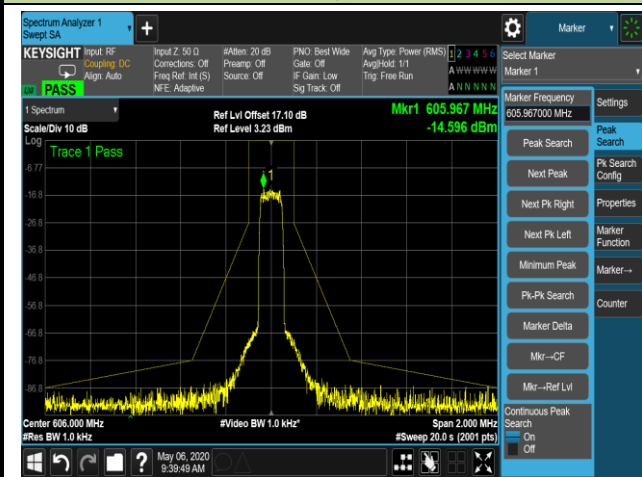 Spectrum Analyzer 1
Swept SA
+
Marker
KEYSIGHT
Input: RF
Coupling: DC
Align: Auto
Input Z: 50 Ω
Corrections: Off
Freq Ref: Int (S)
NFE: Adaptive
#Atten: 20 dB
Preamp: Off
Source: Off
PNO: Best Wide
Gate: Off
IF Gain: Low
Sig Track: Off
Avg Type: Power (RMS)
Avg|Hold: 1/1
Trig: Free Run
1 2 3 4 5 6
A W W W W W
A N N N N N
LXI PASS
Select Marker
Marker 1
1 Spectrum
Scale/Div 10 dB
Ref Lvl Offset 17.10 dB
Ref Level 3.23 dBm
Mkr1 605.967 MHz
-14.596 dBm
Log
Trace 1 Pass
1
-6.77
-16.8
-26.8
-36.8
-46.8
-56.8
-66.8
-76.8
-86.8
Center 606.000 MHz
#Res BW 1.0 kHz
#Video BW 1.0 kHz*
Span 2.000 MHz
#Sweep 20.0 s (2001 pts)
Marker Frequency
605.967000 MHz
Peak Search
Next Peak
Next Pk Right
Next Pk Left
Minimum Peak
Pk-Pk Search
Marker Delta
Mkr→CF
Mkr→Ref Lvl
Continuous Peak
Search
On
Off
Settings
Peak
Search
Pk Search
Config
Properties
Marker
Function
Marker→
Counter
?
May 06, 2020
9:39:49 AM